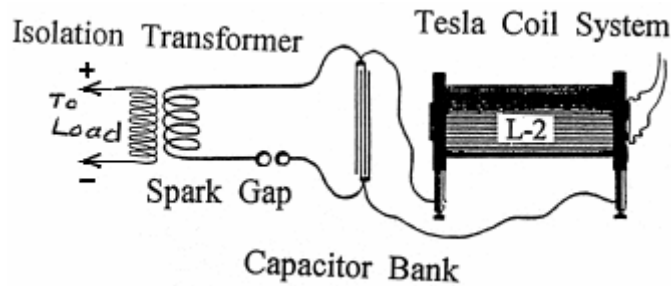 Tesla Coil System
Isolation Transformer
+
To
Load
-
L-2
Spark Gap
Capacitor Bank